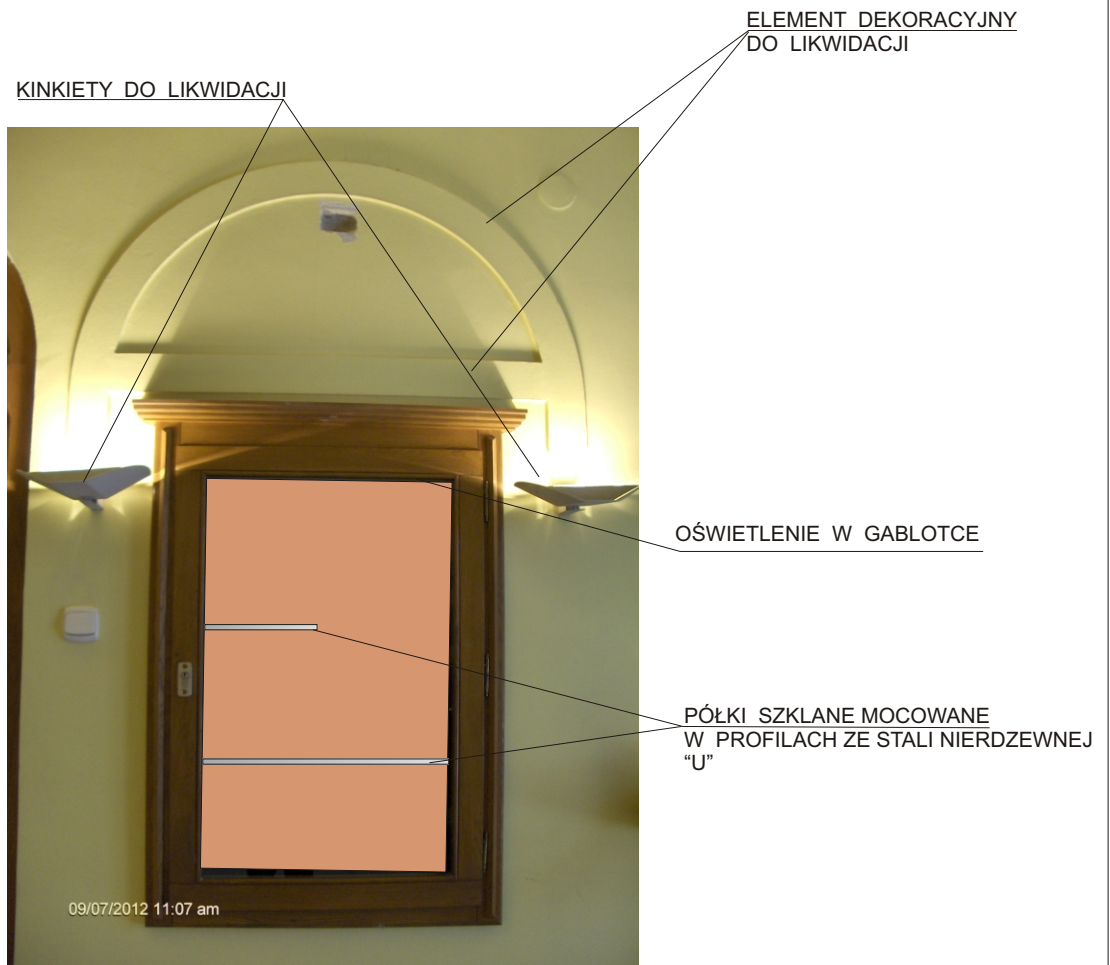 ELEMENT DEKORACYJNY
DO LIKWIDACJI
KINKIETY DO LIKWIDACJI
OŚWIETLENIE W GABLOTCE
PÓŁKI SZKLANE MOCOWANE
W PROFILACH ZE STALI NIERDZEWNEJ
“U”
09/07/2012 11:07 am